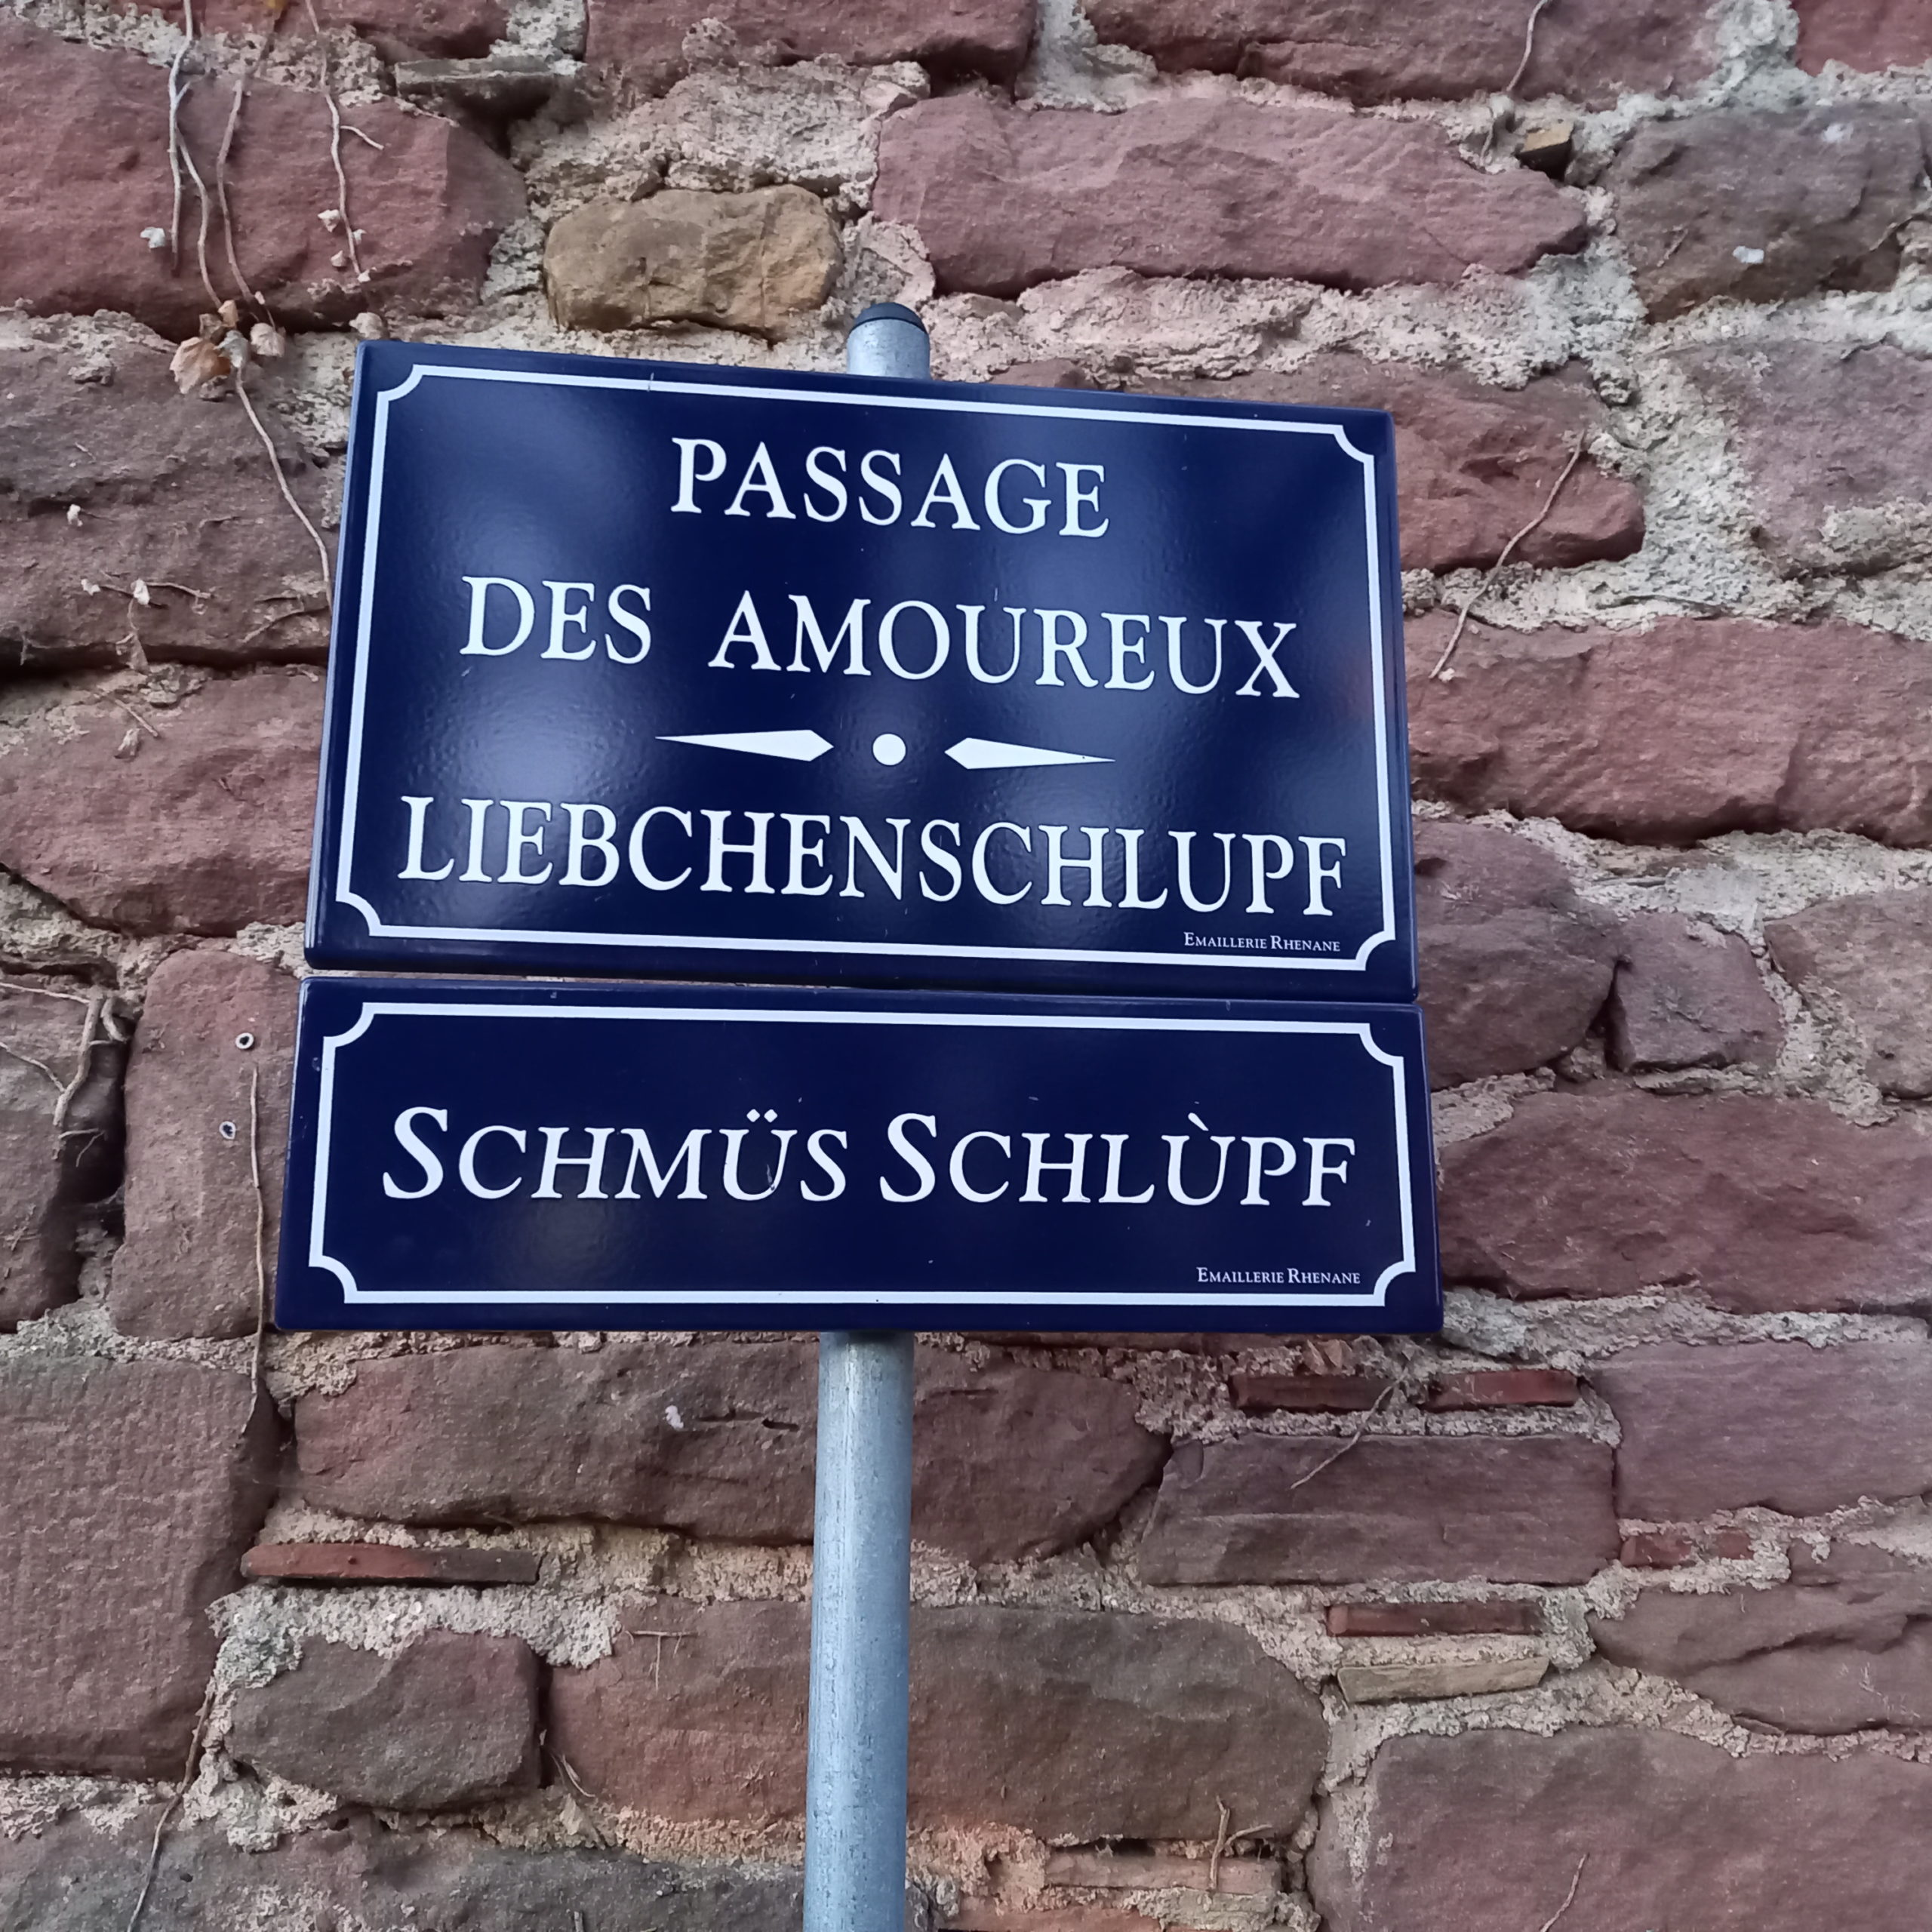 PASSAGE
DES AMOUREUX
LIEBCHENSCHLUPF
EMAILLERIE RHENANE
SCHMÜS SCHLÙPF
EMAILLERIE RHENANE